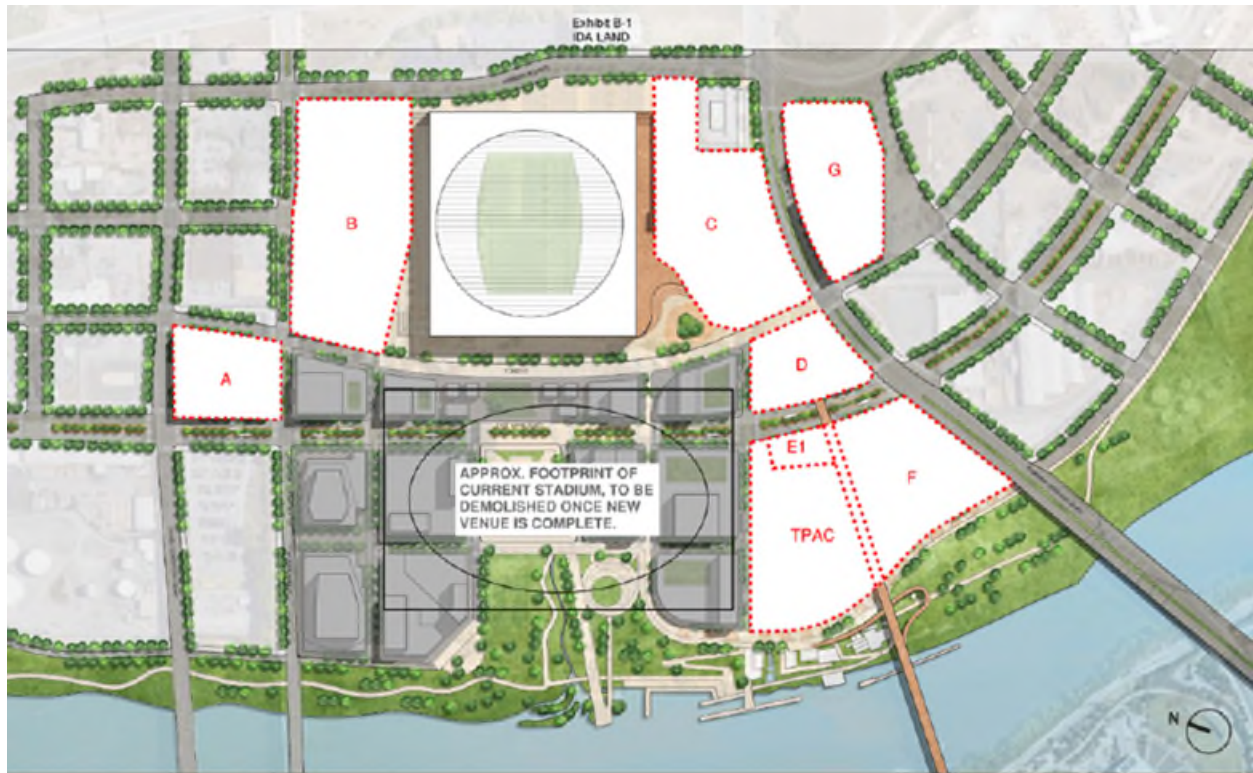 Exhibit B-1
IDA LAND
B
G
C
A
D
E1
F
APPROX. FOOTPRINT OF
CURRENT STADIUM, TO BE
DEMOLISHED ONCE NEW
VENUE IS COMPLETE.
TPAC
N